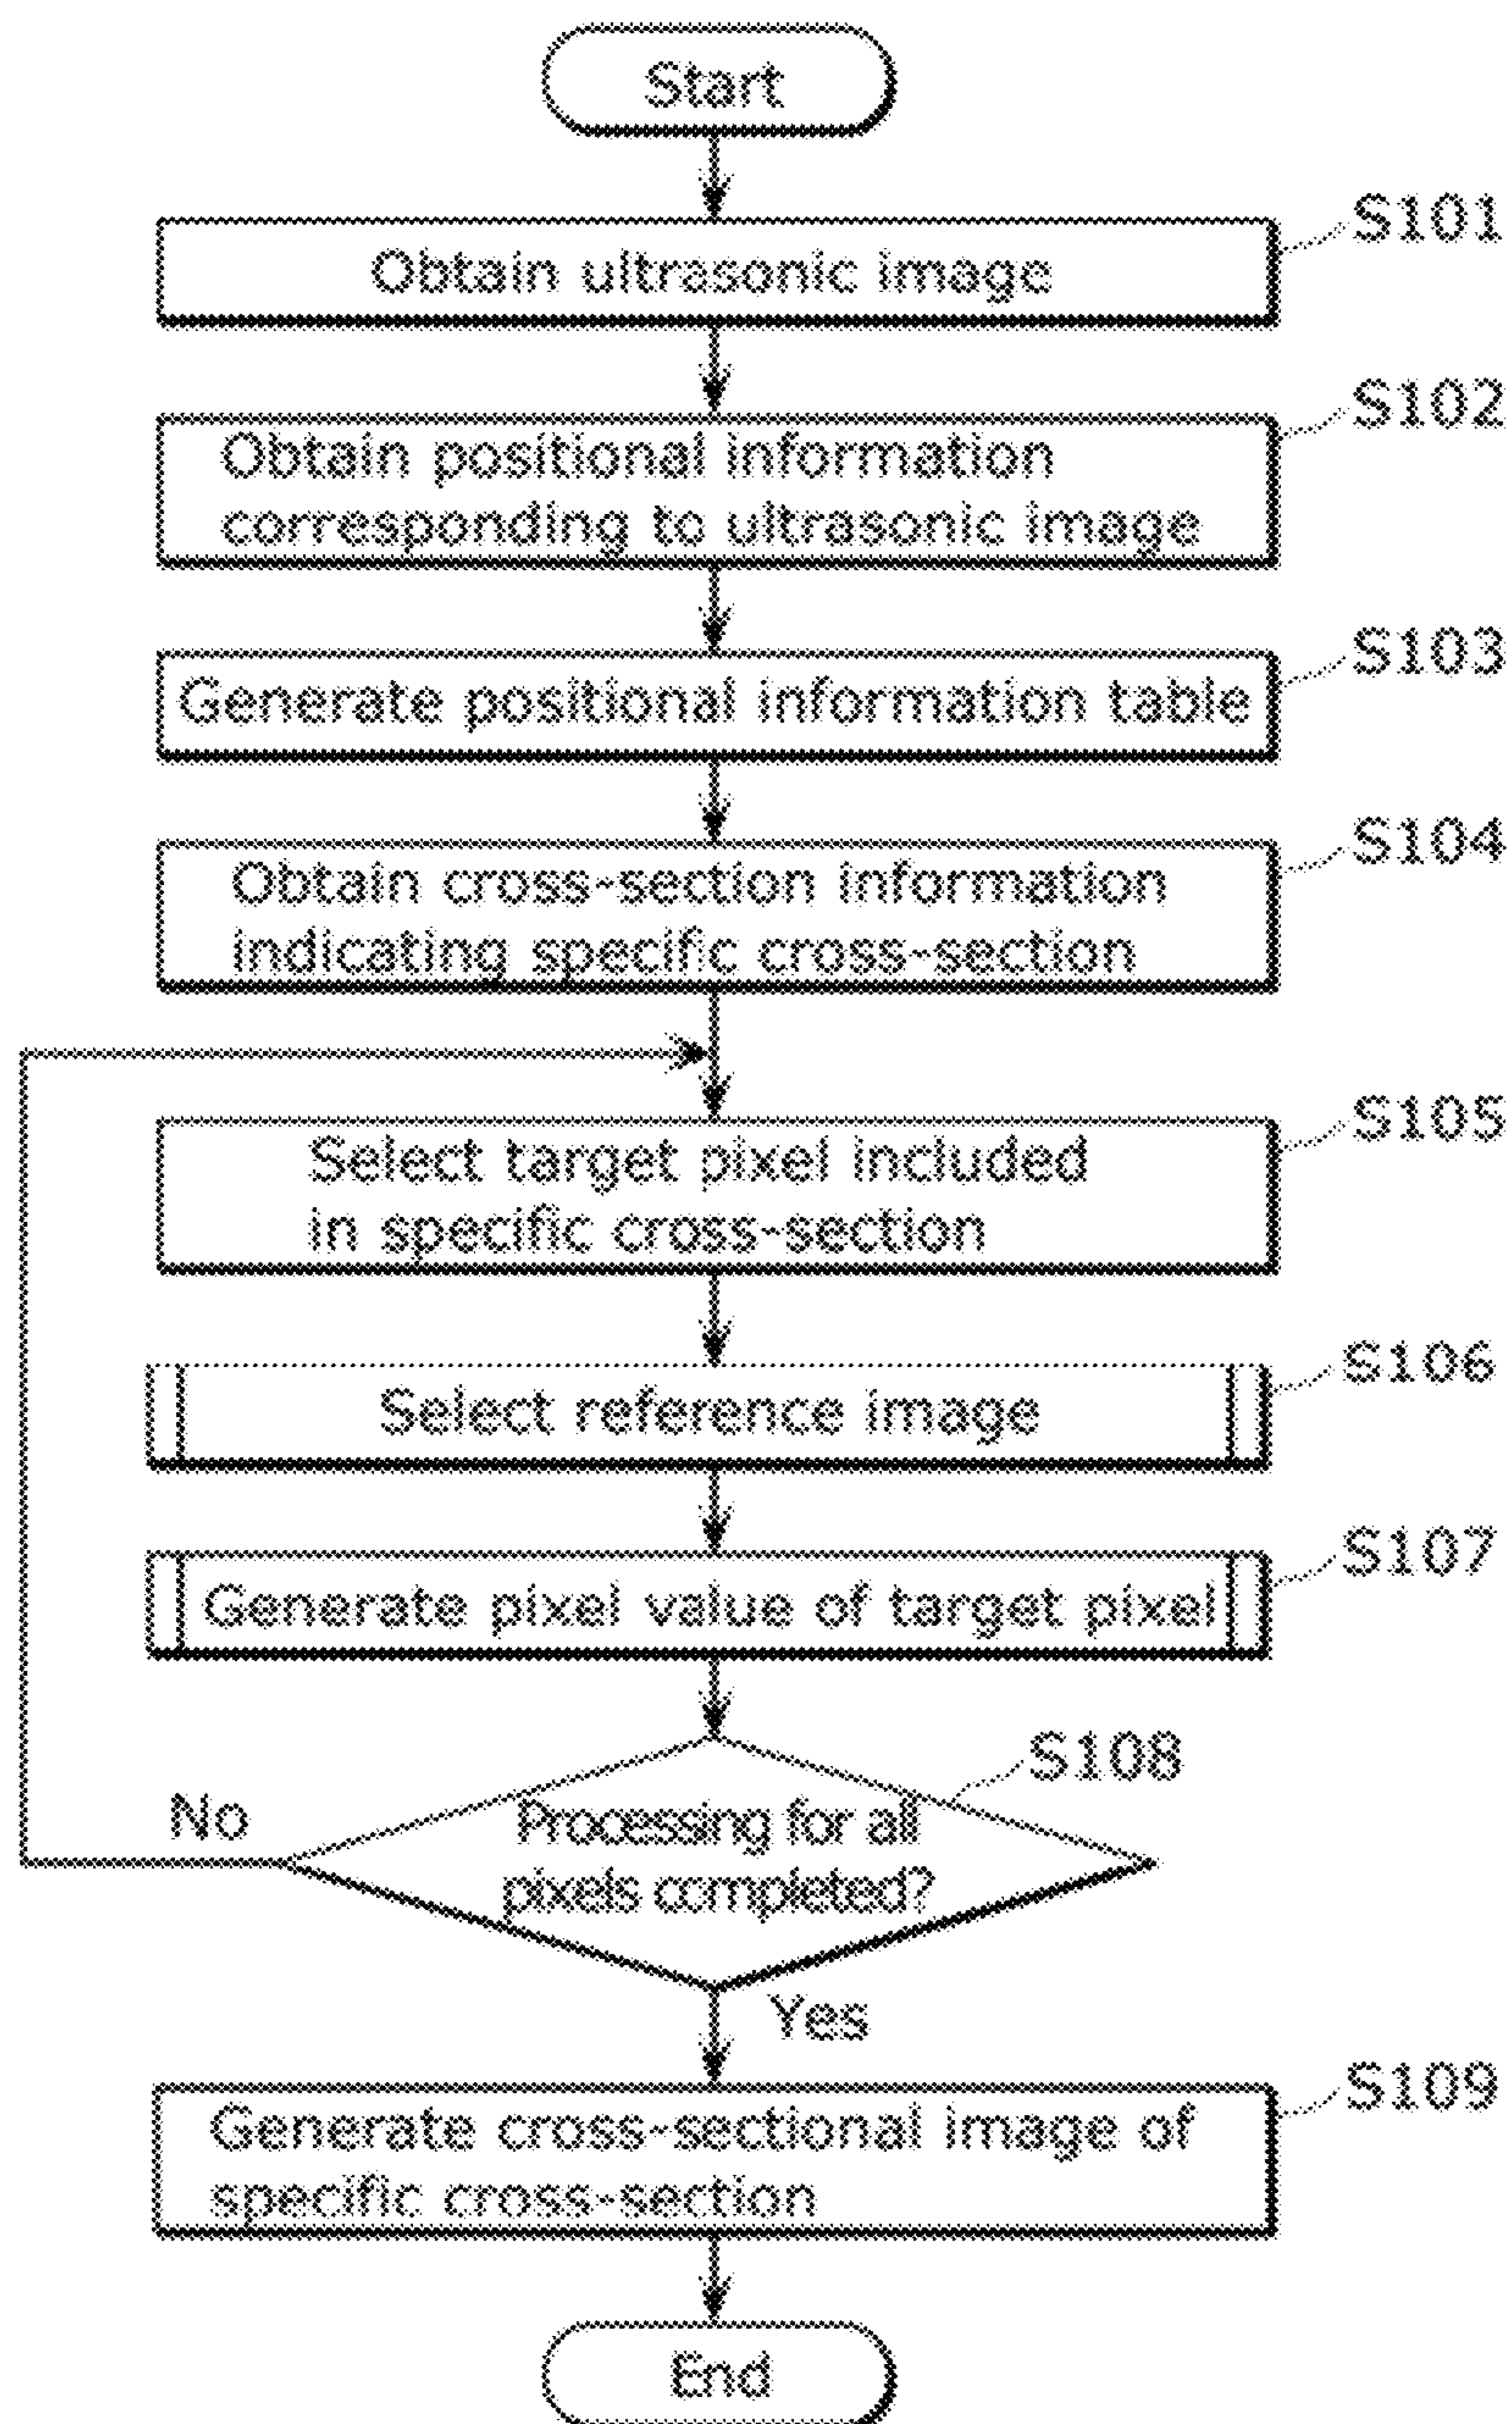 Start
S101
Obtain ultrasonic image
S102
Obtain positional information
corresponding to ultrasonic image
S103
Generate positional information table
S104
Obtain cross-section information
indicating specific cross-section
S105
Select target pixel included
in specific cross-section
S106
Select reference image
S107
Generate pixel value of target pixel
S108
No
Processing for all
pixels completed?
Yes
S109
Generate cross-sectional image of
specific cross-section
End